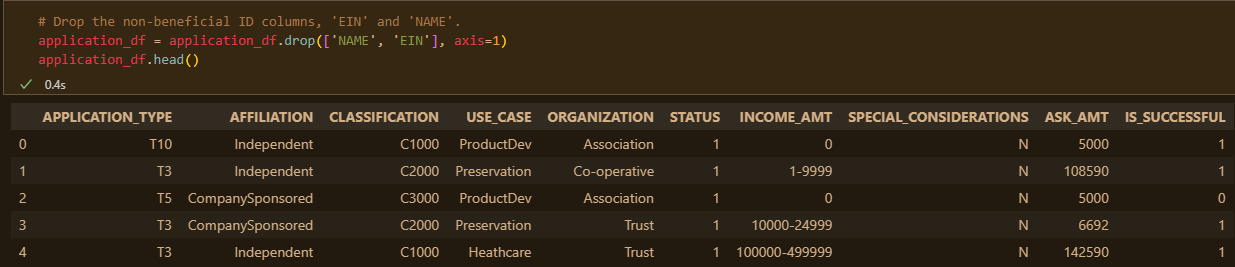 # Drop the non-beneficial ID columns, 'EIN' and 'NAME'.
application_df = application_df.drop(['NAME', 'EIN'], axis=1)
application_df.head()
0.4s
APPLICATION_TYPE AFFILIATION CLASSIFICATION USE_CASE ORGANIZATION STATUS INCOME_AMT SPECIAL_CONSIDERATIONS ASK_AMT IS_SUCCESSFUL
0 T10 Independent C1000 ProductDev Association 1 0 N 5000 1
1 T3 Independent C2000 Preservation Co-operative 1 1-9999 N 108590 1
2 T5 CompanySponsored C3000 ProductDev Association 1 0 N 5000 0
3 T3 CompanySponsored C2000 Preservation Trust 1 10000-24999 N 6692 1
4 T3 Independent C1000 Heathcare Trust 1 100000-499999 N 142590 1